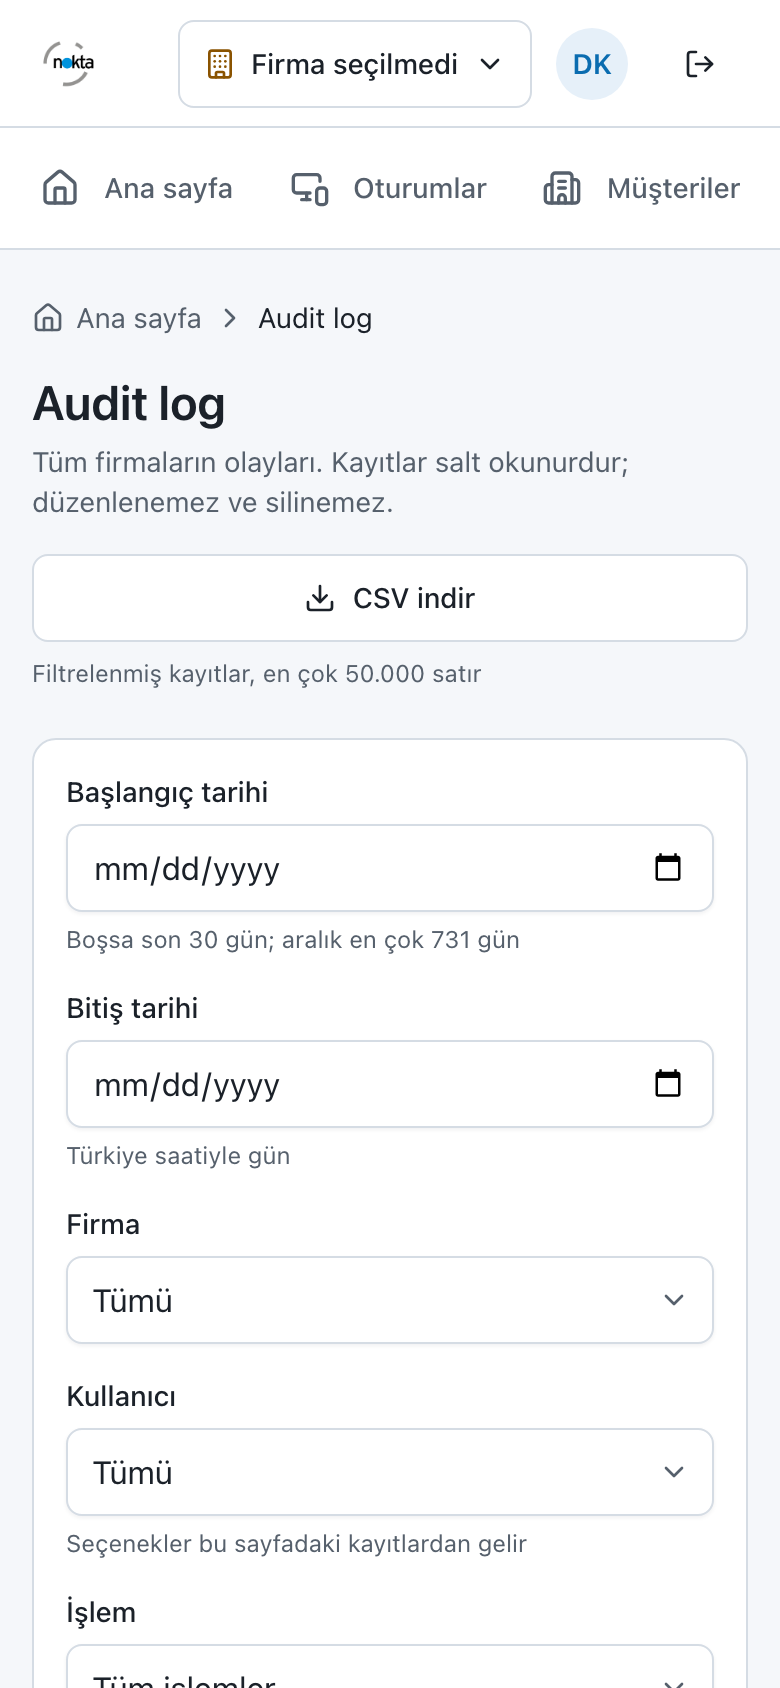 nokta
Firma seçilmedi
DK
Ana sayfa
Oturumlar
Müşteriler
Ana sayfa > Audit log
Audit log
Tüm firmaların olayları. Kayıtlar salt okunurdur;
düzenlenemez ve silinemez.
CSV indir
Filtrelenmiş kayıtlar, en çok 50.000 satır
Başlangıç tarihi
mm/dd/yyyy
Boşsa son 30 gün; aralık en çok 731 gün
Bitiş tarihi
mm/dd/yyyy
Türkiye saatiyle gün
Firma
Tümü
Kullanıcı
Tümü
Seçenekler bu sayfadaki kayıtlardan gelir
İşlem
Tüm işlemler